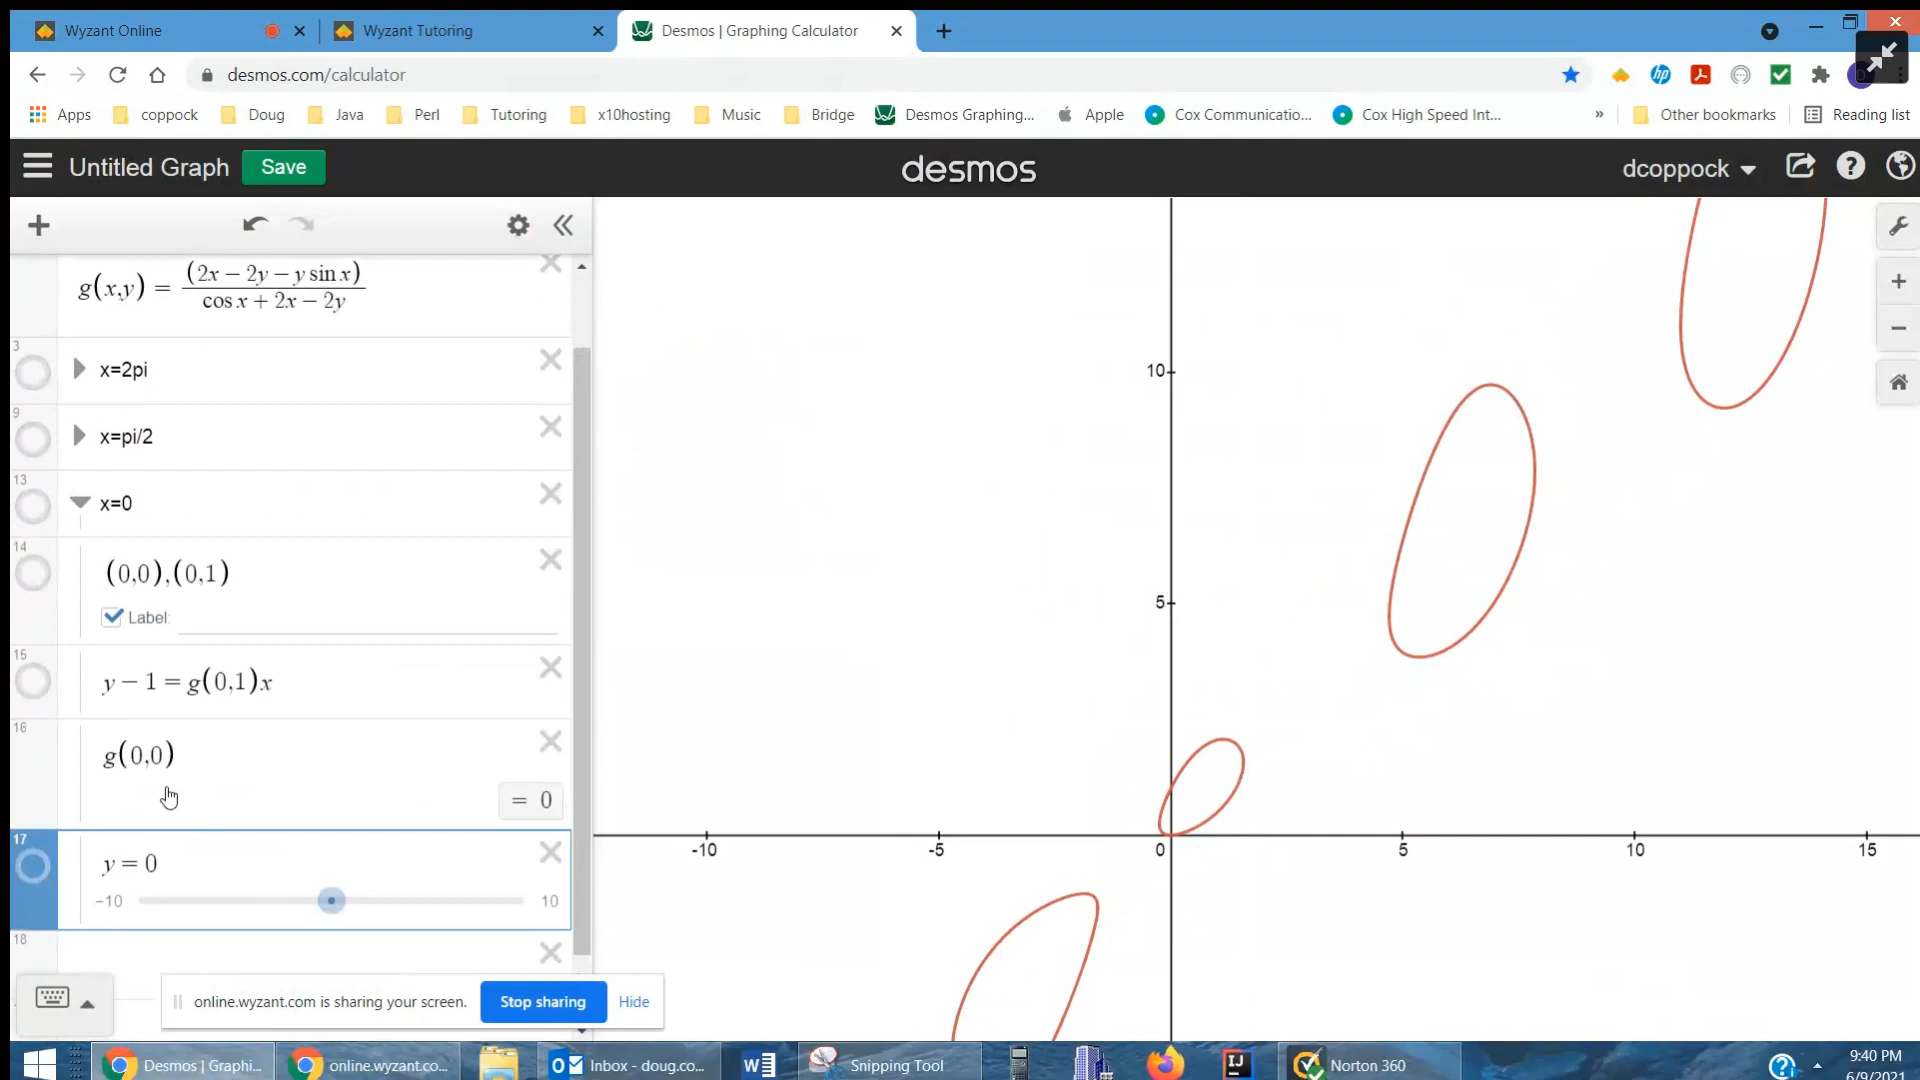 Wyzant Online
Wyzant Tutoring
Desmos | Graphing Calculator
desmos.com/calculator
Apps coppock Doug Java Perl Tutoring x10hosting Music Bridge Desmos Graphing... Apple Cox Communicatio... Cox High Speed Int... » Other bookmarks Reading list
Untitled Graph Save desmos dcoppock
g(x,y) = (2x − 2y − y sin x) / cos x + 2x − 2y
3 x=2pi
9 x=pi/2
13 x=0
14 (0,0),(0,1)
Label:
15 y − 1 = g(0,1)x
16 g(0,0)
= 0
17 y = 0
−10 10
18
10
5
-10 -5 0 5 10 15
online.wyzant.com is sharing your screen. Stop sharing Hide
Desmos | Graphi... online.wyzant.co... Inbox - doug.co... Snipping Tool Norton 360
9:40 PM
6/9/2021